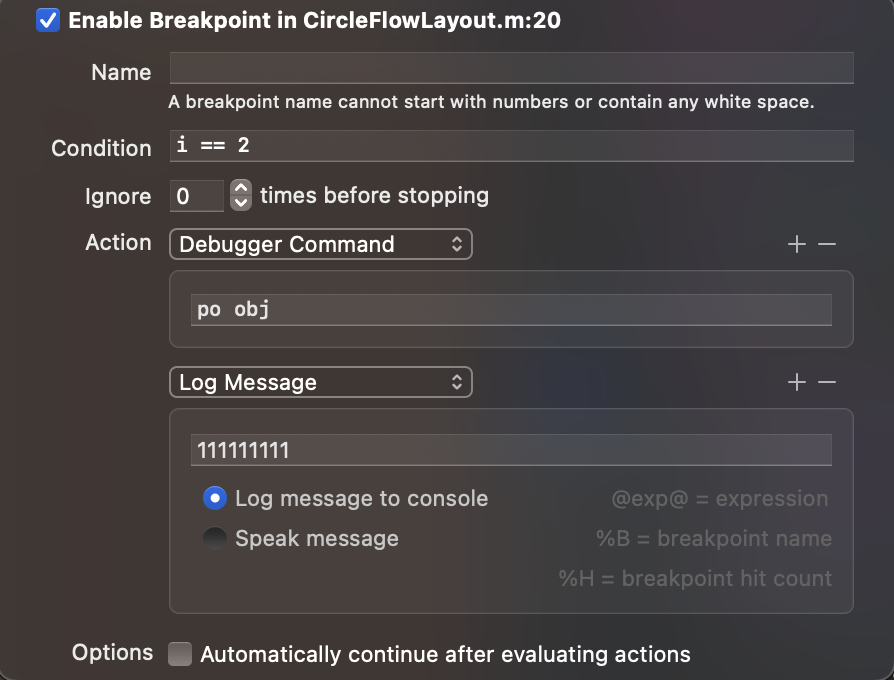 Enable Breakpoint in CircleFlowLayout.m:20
Name
A breakpoint name cannot start with numbers or contain any white space.
Condition i == 2
Ignore 0 times before stopping
Action Debugger Command
po obj
Log Message
111111111
Log message to console @exp@ = expression
Speak message %B = breakpoint name
%H = breakpoint hit count
Options Automatically continue after evaluating actions